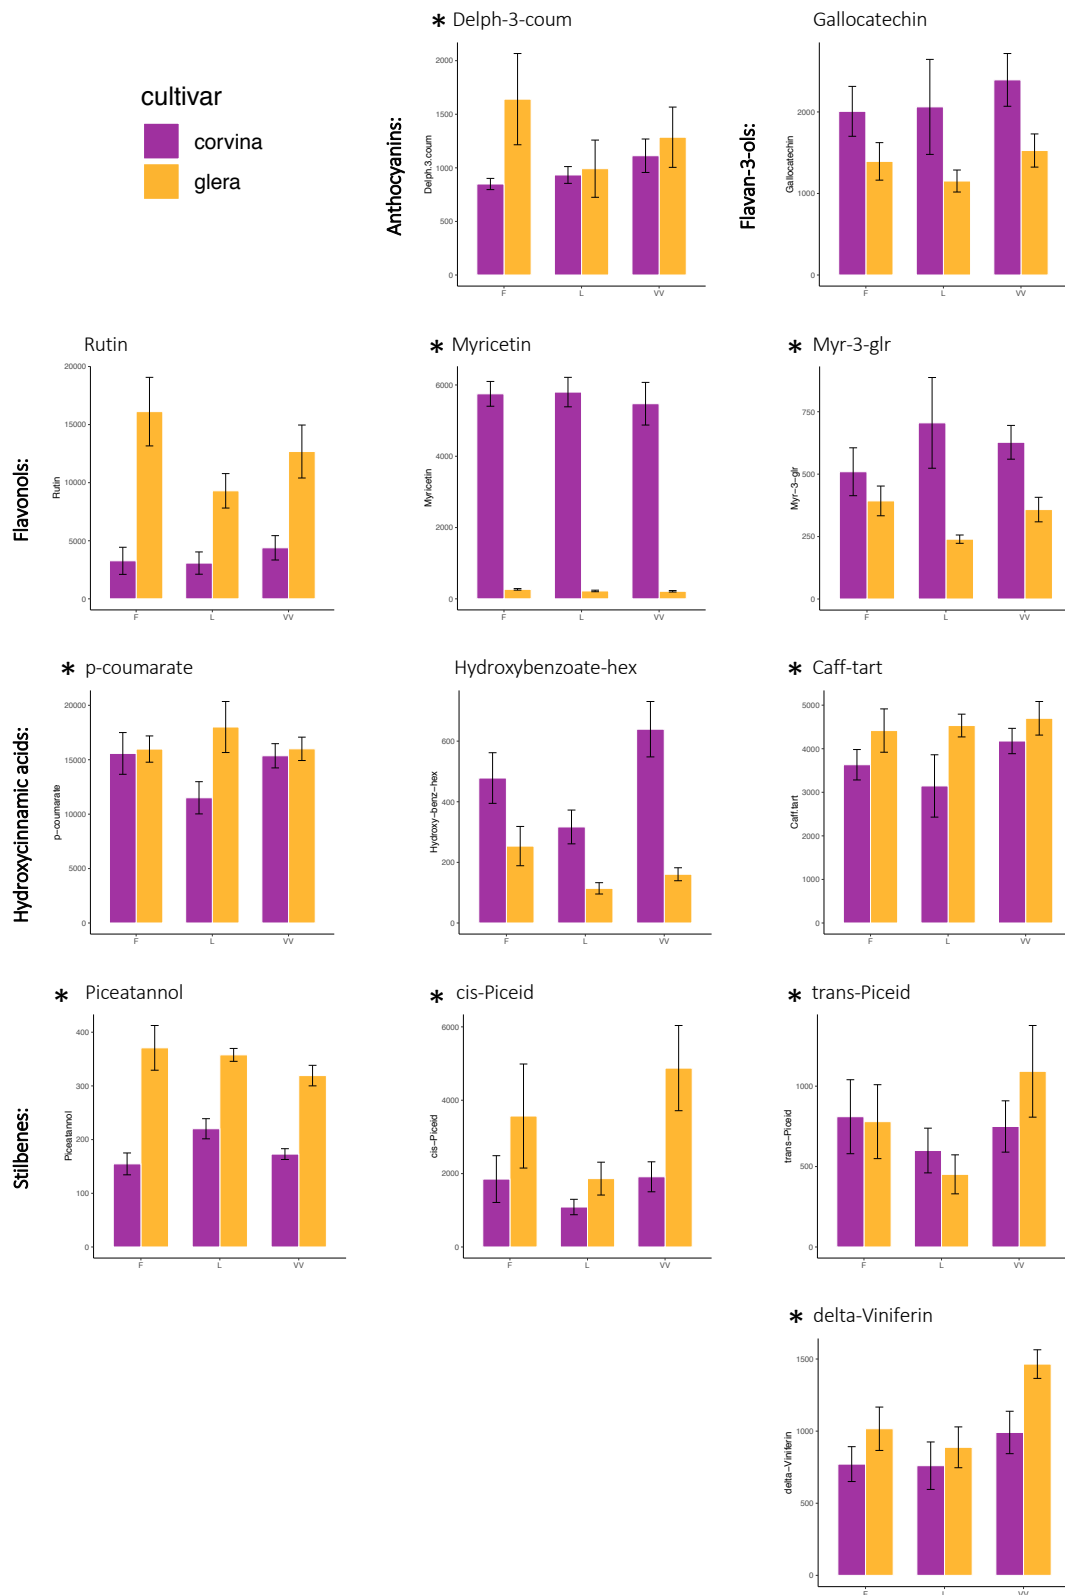 * Delph-3-coum
Gallocatechin
cultivar
corvina
glera
Anthocyanins:
Delph.3.coum
2000
1500
1000
500
0
F L VV
Flavan-3-ols:
Gallocatechin
2000
1000
0
F L VV
Rutin
* Myricetin
* Myr-3-glr
Flavonols:
Rutin
20000
15000
10000
5000
0
F L VV
Myricetin
6000
4000
2000
0
F L VV
Myr-3-glr
750
500
250
0
F L VV
* p-coumarate
Hydroxybenzoate-hex
* Caff-tart
Hydroxycinnamic acids:
p-coumarate
20000
15000
10000
5000
0
F L VV
Hydroxy-benz-hex
600
400
200
0
F L VV
Caff.tart
5000
4000
3000
2000
1000
0
F L VV
* Piceatannol
* cis-Piceid
* trans-Piceid
Stilbenes:
Piceatannol
400
300
200
100
0
F L VV
cis-Piceid
6000
4000
2000
0
F L VV
trans-Piceid
1000
500
0
F L VV
* delta-Viniferin
delta-Viniferin
1500
1000
500
0
F L VV